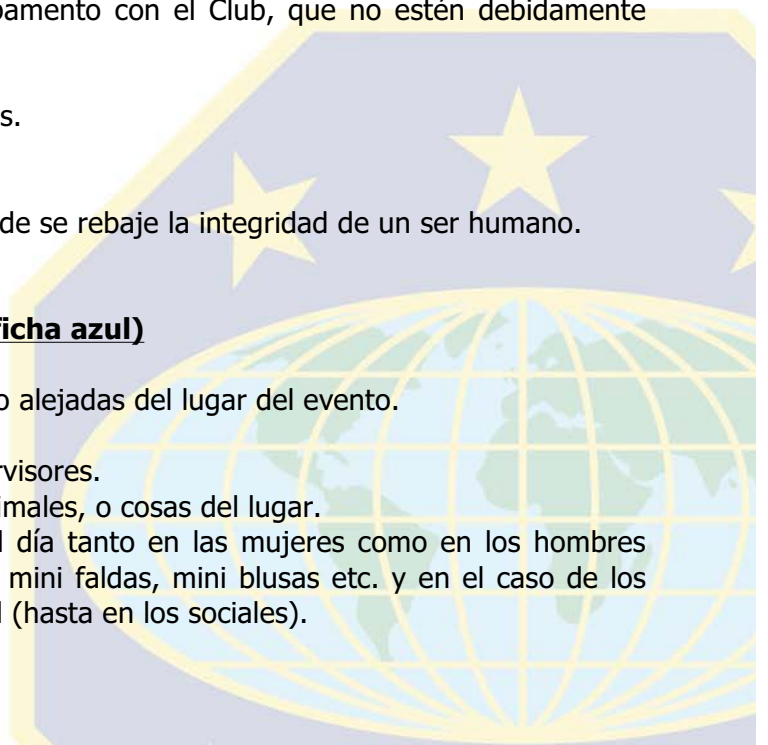 pamento con el Club, que no estén debidamente
s.
de se rebaje la integridad de un ser humano.
ficha azul)
o alejadas del lugar del evento.
rvisores.
imales, o cosas del lugar.
l día tanto en las mujeres como en los hombres
mini faldas, mini blusas etc. y en el caso de los
l (hasta en los sociales).